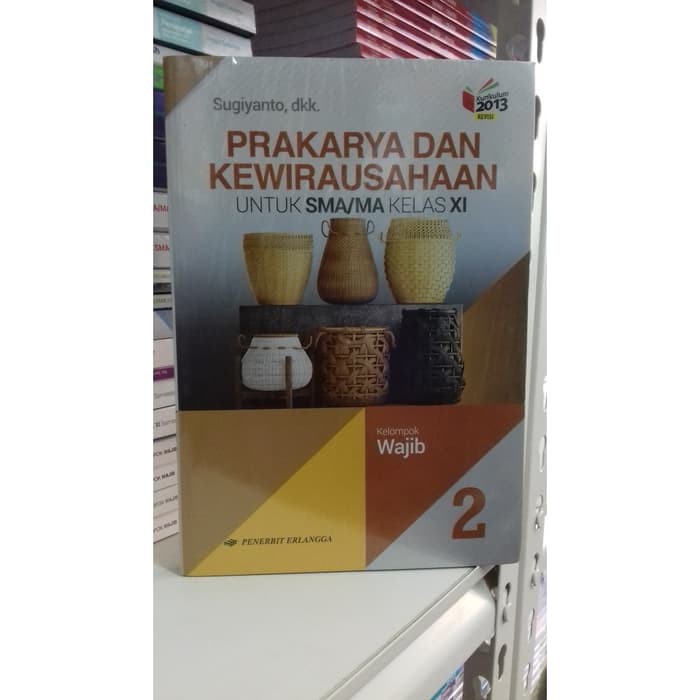 Sugiyanto, dkk.
Kurikulum
2013
REVISI
PRAKARYA DAN
KEWIRAUSAHAAN
UNTUK SMA/MA KELAS XI
Kelompok
Wajib
2
PENERBIT ERLANGGA